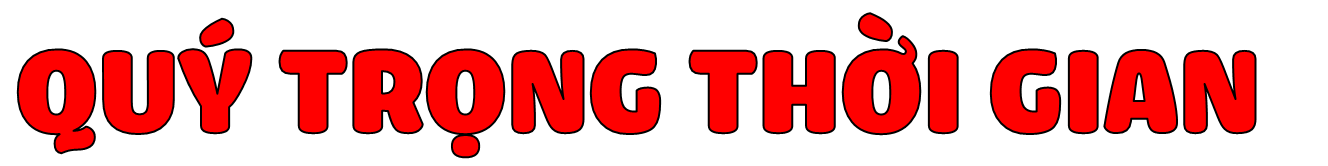 QUÝ TRỌNG THỜI GIAN